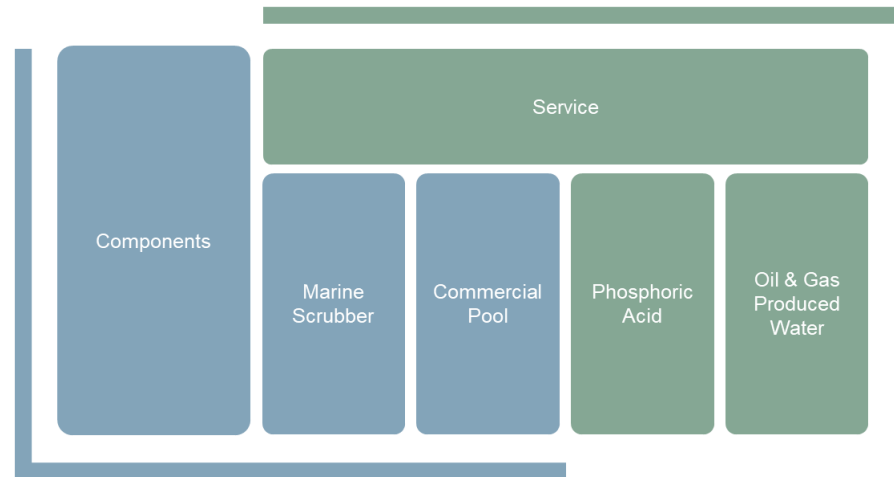 Service
Components
Marine
Scrubber
Commercial
Pool
Phosphoric
Acid
Oil & Gas
Produced
Water